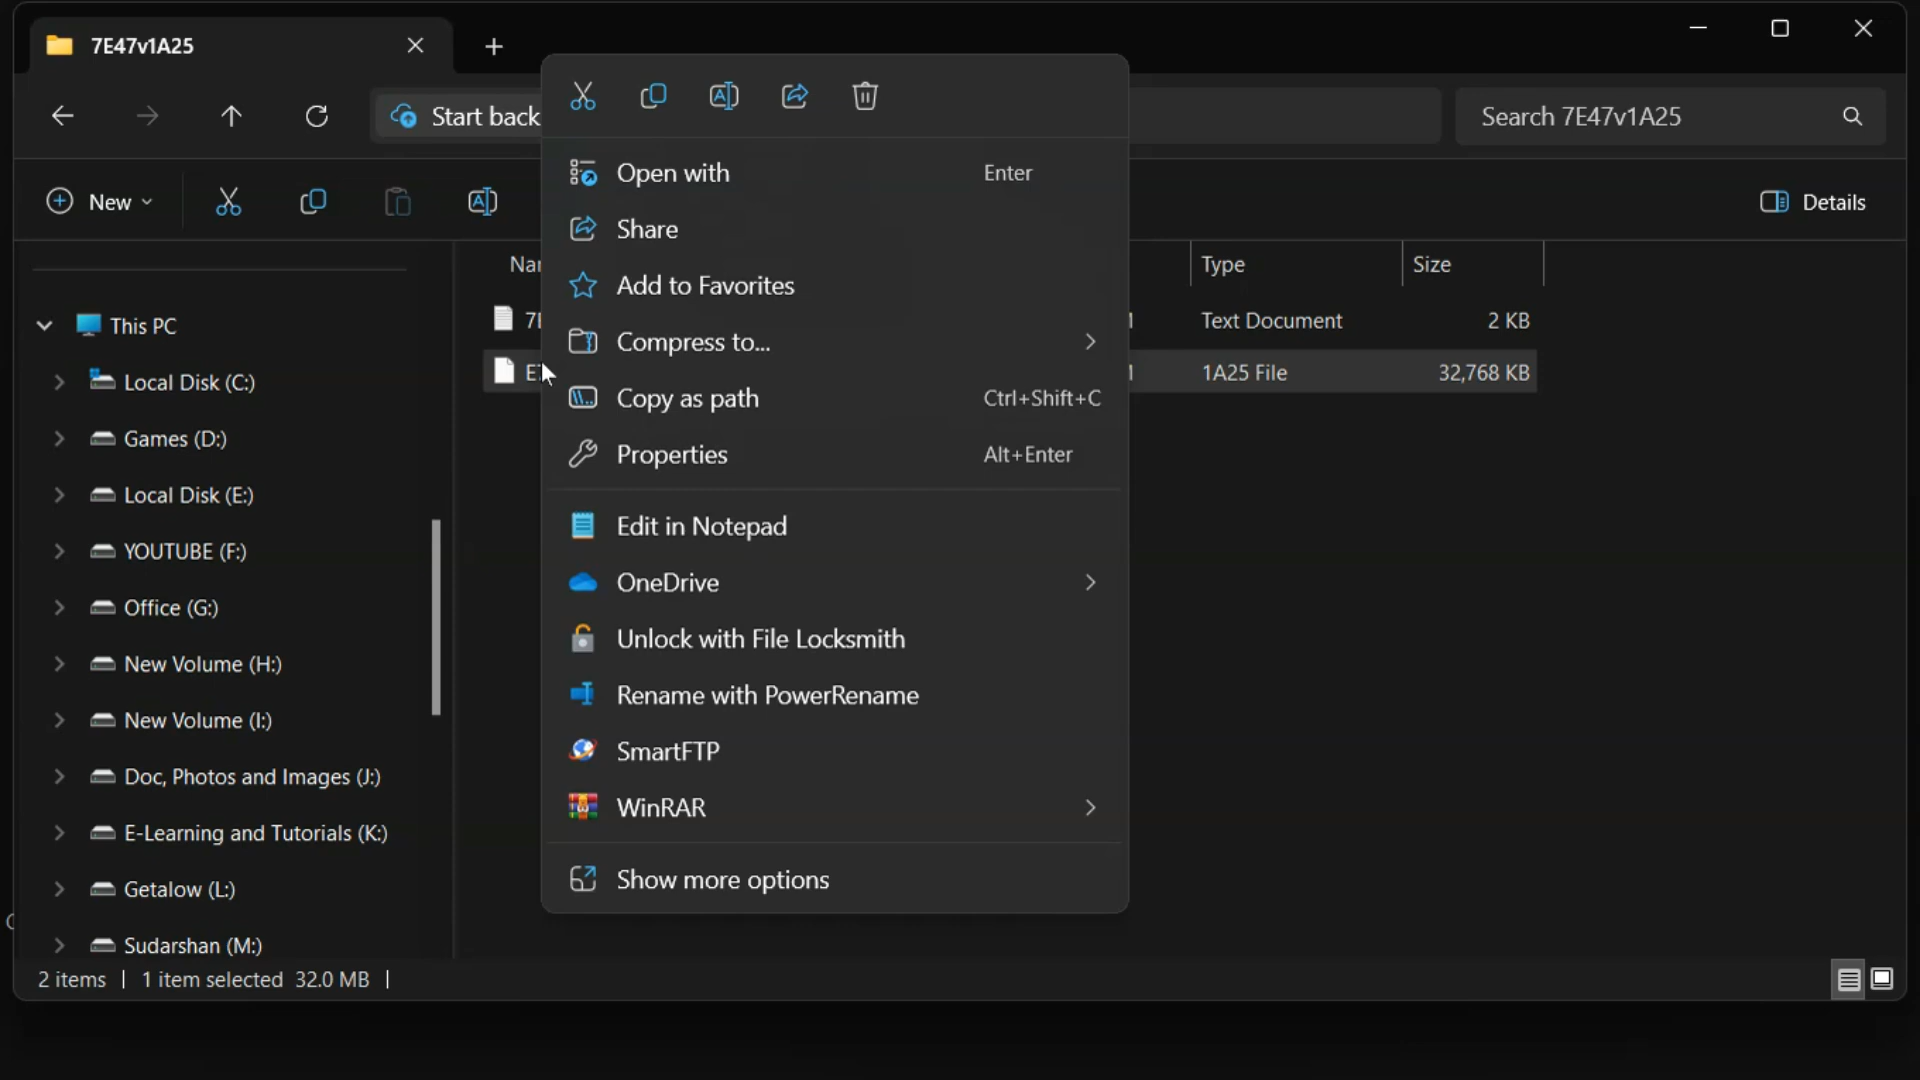 7E47v1A25
Start back
Search 7E47v1A25
New
Details
Type
Size
Text Document
2 KB
1A25 File
32,768 KB
This PC
Local Disk (C:)
Games (D:)
Local Disk (E:)
YOUTUBE (F:)
Office (G:)
New Volume (H:)
New Volume (I:)
Doc, Photos and Images (J:)
E-Learning and Tutorials (K:)
Getalow (L:)
Sudarshan (M:)
Open with Enter
Share
Add to Favorites
Compress to...
Copy as path Ctrl+Shift+C
Properties Alt+Enter
Edit in Notepad
OneDrive
Unlock with File Locksmith
Rename with PowerRename
SmartFTP
WinRAR
Show more options
2 items
1 item selected 32.0 MB